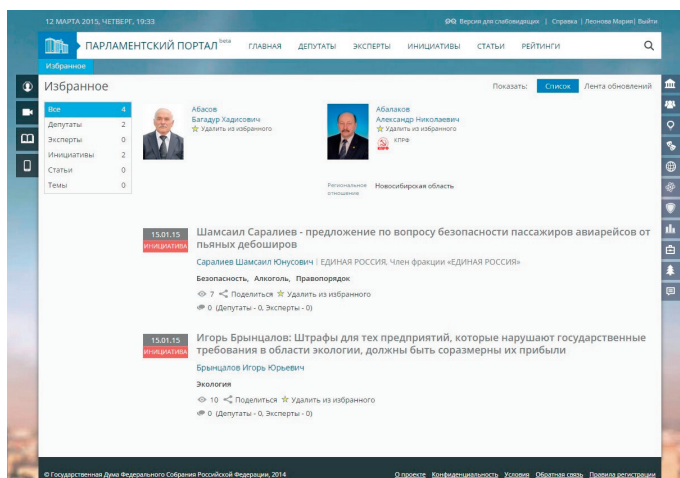 12 МАРТА 2015, ЧЕТВЕРГ, 19:33
Версия для слабовидящих | Справка | Леонова Мария | Выйти
ПАРЛАМЕНТСКИЙ ПОРТАЛ beta
ГЛАВНАЯ ДЕПУТАТЫ ЭКСПЕРТЫ ИНИЦИАТИВЫ СТАТЬИ РЕЙТИНГИ
Избранное
Избранное
Показать: Список Лента обновлений
Все 4
Депутаты 2
Эксперты 0
Инициативы 2
Статьи 0
Темы 0
Абасов
Багадур Хадисович
Удалить из избранного
Абалаков
Александр Николаевич
Удалить из избранного
КПРФ
Региональное отношение Новосибирская область
15.01.15
ИНИЦИАТИВА
Шамсаил Саралиев - предложение по вопросу безопасности пассажиров авиарейсов от
пьяных дебоширов
Саралиев Шамсаил Юнусович | ЕДИНАЯ РОССИЯ, Член фракции «ЕДИНАЯ РОССИЯ»
Безопасность, Алкоголь, Правопорядок
7 Поделиться Удалить из избранного
0 (Депутаты - 0, Эксперты - 0)
15.01.15
ИНИЦИАТИВА
Игорь Брынцалов: Штрафы для тех предприятий, которые нарушают государственные
требования в области экологии, должны быть соразмерны их прибыли
Брынцалов Игорь Юрьевич
Экология
10 Поделиться Удалить из избранного
0 (Депутаты - 0, Эксперты - 0)
© Государственная Дума Федерального Собрания Российской Федерации, 2014
О проекте Конфиденциальность Условия Обратная связь Правила регистрации